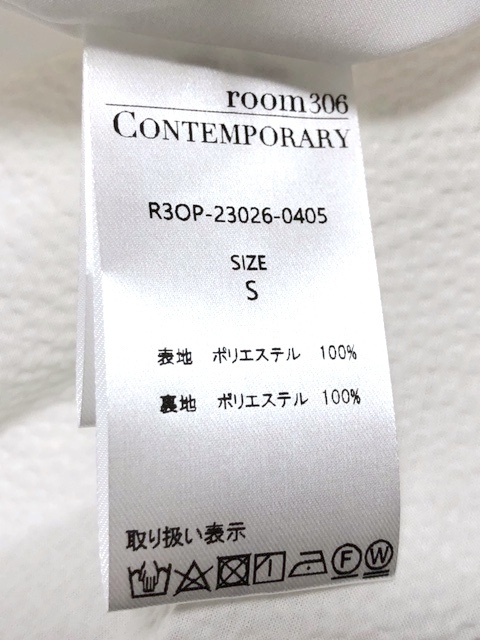 room306
CONTEMPORARY
R3OP-23026-0405
SIZE
S
表地 ポリエステル 100%
裏地 ポリエステル 100%
取り扱い表示
F W